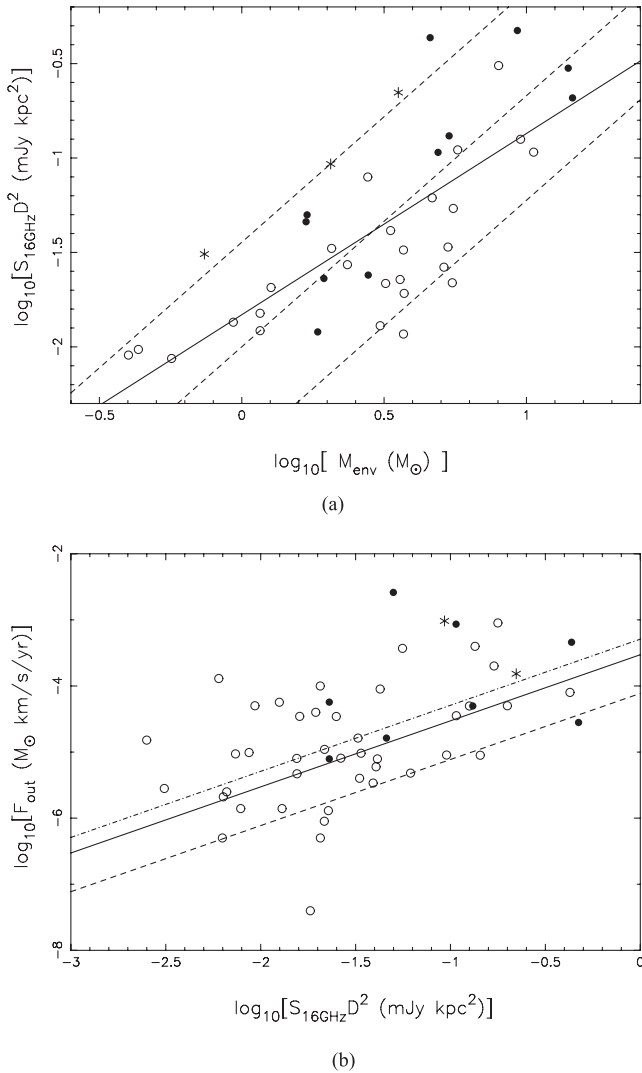 -0.5
-1
-1.5
-2
log10[S16GHzD2 (mJy kpc2)]
-0.5 0 0.5 1
log10[ Menv (M⊙) ]
(a)
-2
-4
-6
-8
log10[Fout (M⊙ km/s/yr)]
-3 -2.5 -2 -1.5 -1 -0.5 0
log10[S16GHzD2 (mJy kpc2)]
(b)